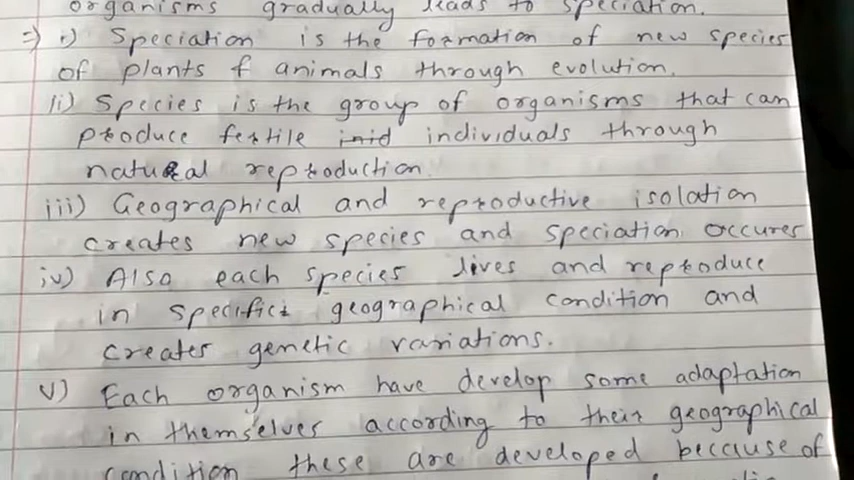 organisms gradually leads to speciation.
⇒ i) Speciation is the formation of new species
of plants & animals through evolution.
ii) Species is the group of organisms that can
produce fertile inid individuals through
natural reproduction.
iii) Geographical and reproductive isolation
creates new species and speciation occures
iv) Also each species lives and reproduce
in specific geographical condition and
creates genetic variations.
v) Each organism have develop some adaptation
in themselves according to their geographical
condition these are developed because of